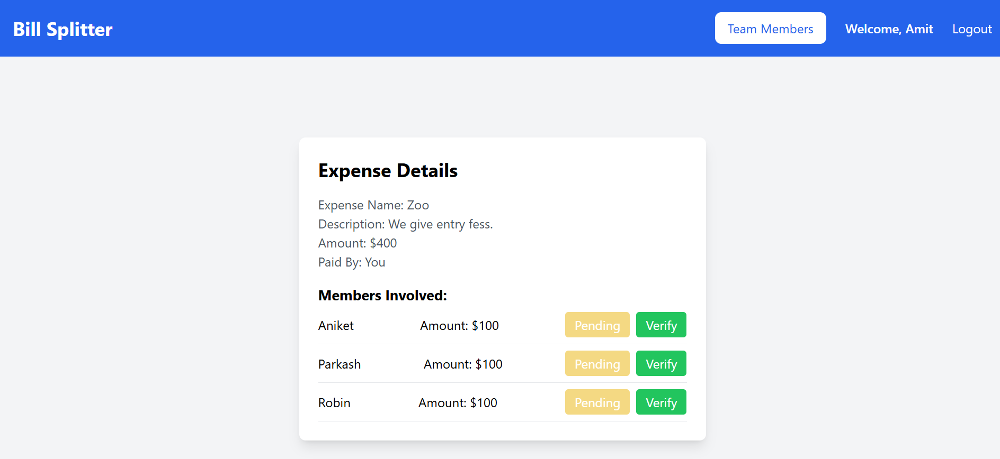 Bill Splitter
Team Members
Welcome, Amit
Logout
Expense Details
Expense Name: Zoo
Description: We give entry fess.
Amount: $400
Paid By: You
Members Involved:
Aniket Amount: $100 Pending Verify
Parkash Amount: $100 Pending Verify
Robin Amount: $100 Pending Verify